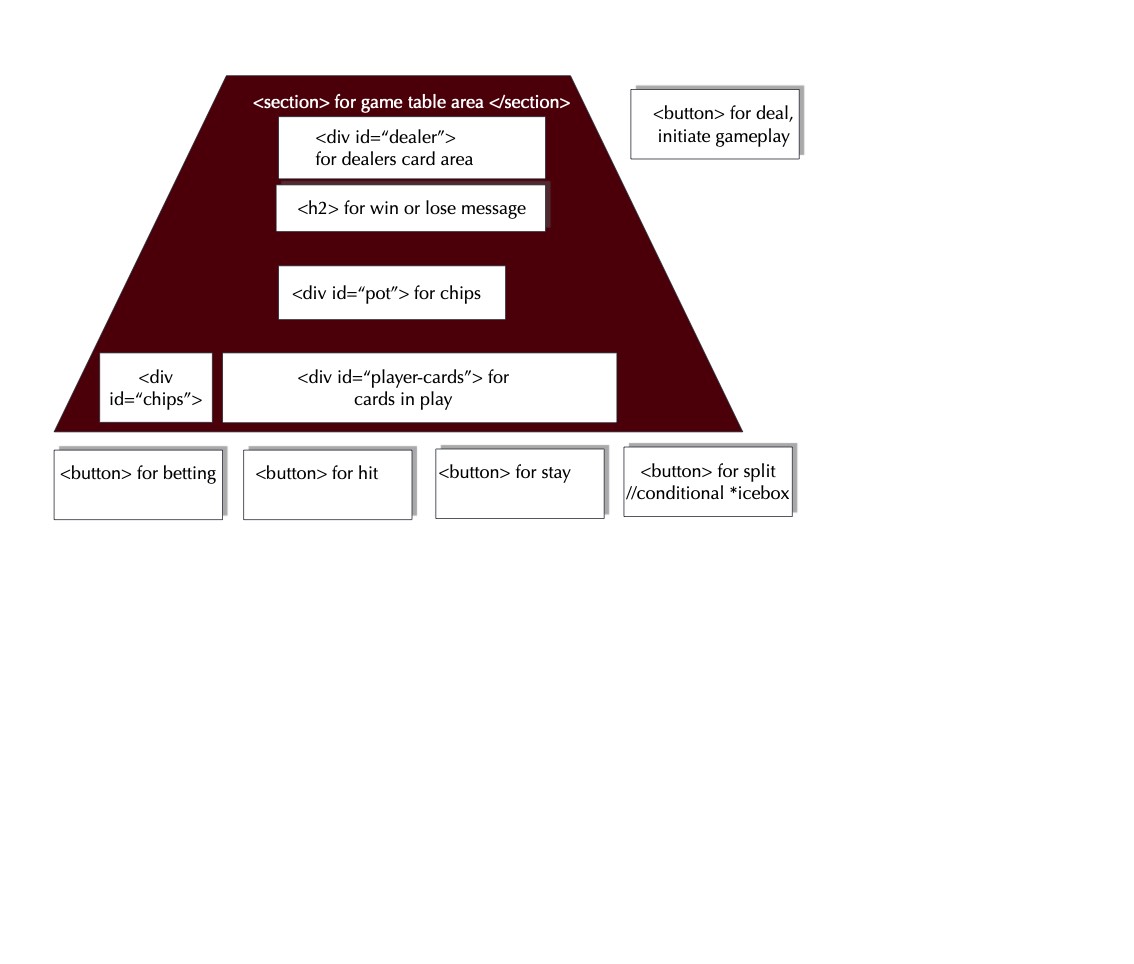 <section> for game table area </section>
<button> for deal,
initiate gameplay
<div id=“dealer”>
for dealers card area
<h2> for win or lose message
<div id=“pot”> for chips
<div
id=“chips”>
<div id=“player-cards”> for
cards in play
<button> for betting
<button> for hit
<button> for stay
<button> for split
//conditional *icebox